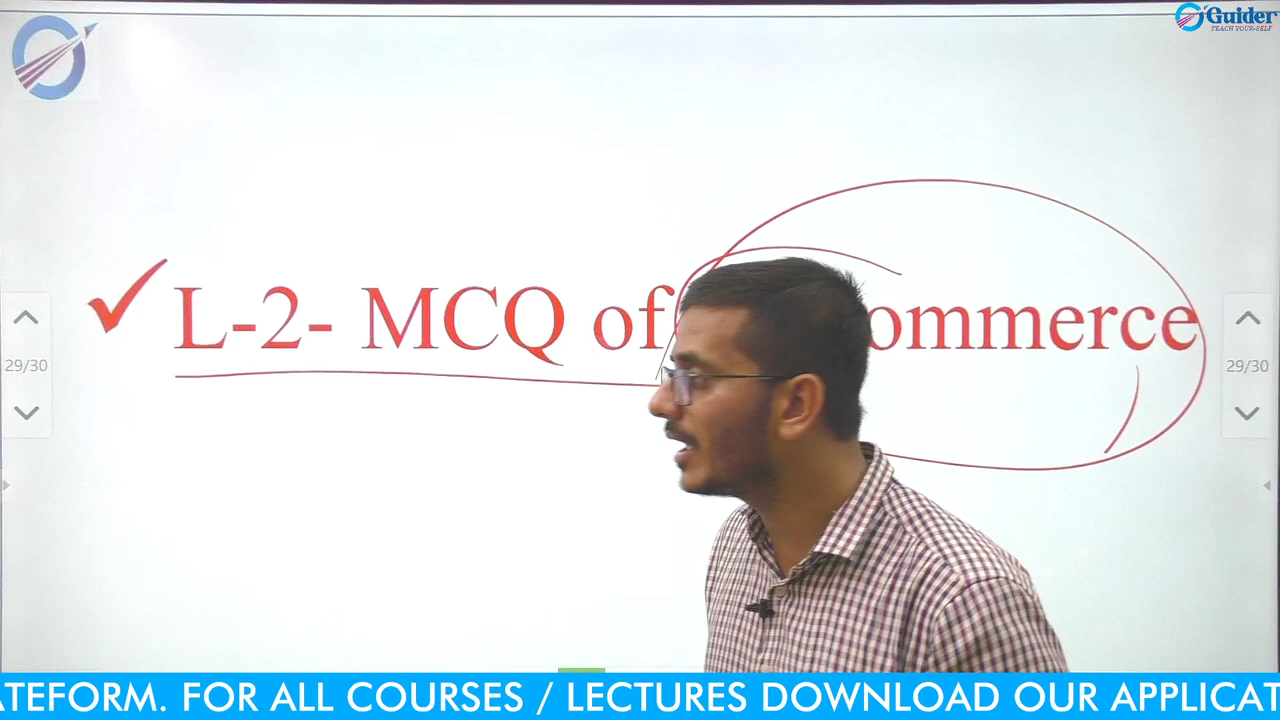 Guider
TEACH YOUR-SELF
L-2- MCQ of ommerce
29/30
29/30
ATEFORM. FOR ALL COURSES / LECTURES DOWNLOAD OUR APPLICAT